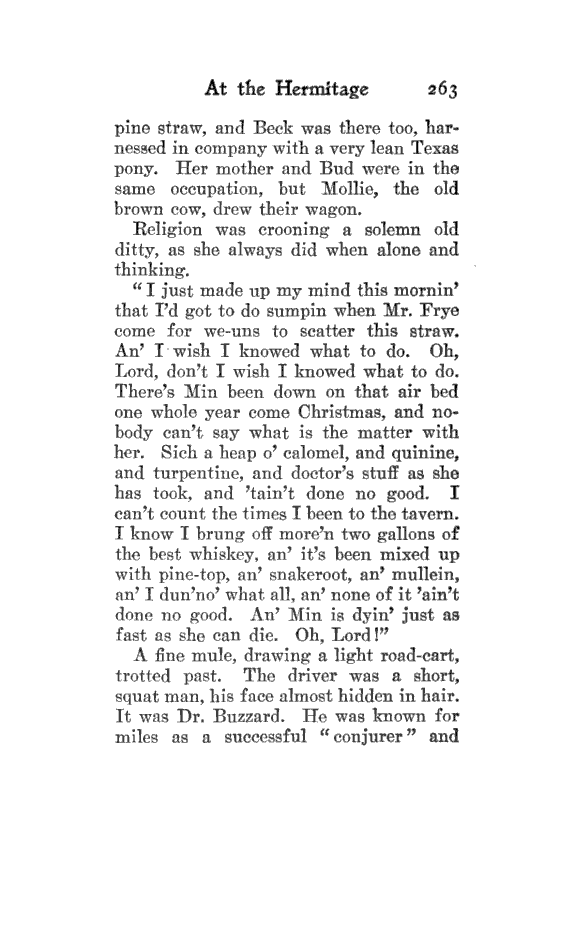 At the Hermitage 263
pine straw, and Beck was there too, har-
nessed in company with a very lean Texas
pony. Her mother and Bud were in the
same occupation, but Mollie, the old
brown cow, drew their wagon.
Religion was crooning a solemn old
ditty, as she always did when alone and
thinking.
"I just made up my mind this mornin'
that I'd got to do sumpin when Mr. Frye
come for we-uns to scatter this straw.
An' I wish I knowed what to do. Oh,
Lord, don't I wish I knowed what to do.
There's Min been down on that air bed
one whole year come Christmas, and no-
body can't say what is the matter with
her. Sich a heap o' calomel, and quinine,
and turpentine, and doctor's stuff as she
has took, and 'tain't done no good. I
can't count the times I been to the tavern.
I know I brung off more'n two gallons of
the best whiskey, an' it's been mixed up
with pine-top, an' snakeroot, an' mullein,
an' I dun'no' what all, an' none of it 'ain't
done no good. An' Min is dyin' just as
fast as she can die. Oh, Lord!"
A fine mule, drawing a light road-cart,
trotted past. The driver was a short,
squat man, his face almost hidden in hair.
It was Dr. Buzzard. He was known for
miles as a successful "conjurer" and